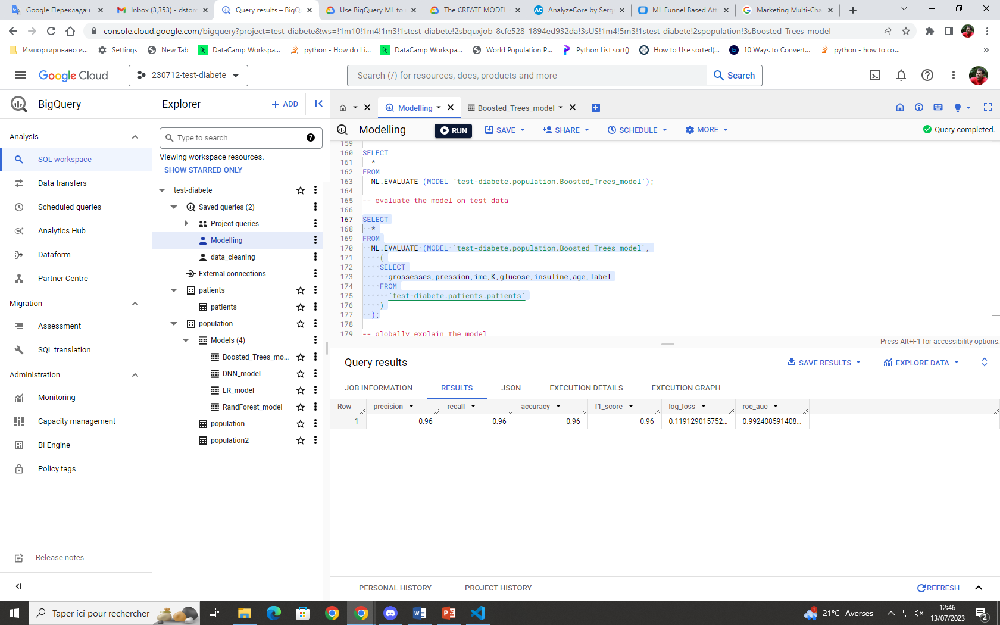 Google Перекладач
Inbox (3,353) - dstorc
Query results – BigQ
Use BigQuery ML to
The CREATE MODEL
AnalyzeCore by Serg
ML Funnel Based Att
Marketing Multi-Cha
console.cloud.google.com/bigquery?project=test-diabete&ws=!1m10!1m4!1m3!1stest-diabete!2sbquxjob_8cfe528_1894ed932da!3sUS!1m4!5m3!1stest-diabete!2spopulation!3sBoosted_Trees_model
Импортировано и...
Settings
New Tab
DataCamp Workspa...
python - How do I i...
DataCamp Workspa...
World Population P...
Python List sort()
How to Use sorted(...
10 Ways to Convert...
python - how to co...
Google Cloud
230712-test-diabete
Search (/) for resources, docs, products and more
Search
BigQuery
Analysis
SQL workspace
Data transfers
Scheduled queries
Analytics Hub
Dataform
Partner Centre
Migration
Assessment
SQL translation
Administration
Monitoring
Capacity management
BI Engine
Policy tags
Release notes
Explorer
+ ADD
Type to search
Viewing workspace resources.
SHOW STARRED ONLY
test-diabete
Saved queries (2)
Project queries
Modelling
data_cleaning
External connections
patients
patients
population
Models (4)
Boosted_Trees_mo...
DNN_model
LR_model
RandForest_model
population
population2
Modelling
Boosted_Trees_model
Modelling
RUN
SAVE
SHARE
SCHEDULE
MORE
Query completed.
159
160 SELECT
161 *
162 FROM
163 ML.EVALUATE (MODEL `test-diabete.population.Boosted_Trees_model`);
164
165 -- evaluate the model on test data
166
167 SELECT
168 *
169 FROM
170 ML.EVALUATE (MODEL `test-diabete.population.Boosted_Trees_model`,
171 (
172 SELECT
173 grossesses,pression,imc,K,glucose,insuline,age,label
174 FROM
175 `test-diabete.patients.patients`
176 )
177 );
178
179 -- globally explain the model
Press Alt+F1 for accessibility options.
Query results
SAVE RESULTS
EXPLORE DATA
JOB INFORMATION
RESULTS
JSON
EXECUTION DETAILS
EXECUTION GRAPH
Row precision recall accuracy f1_score log_loss roc_auc
1 0.96 0.96 0.96 0.96 0.119129015752... 0.992408591408...
PERSONAL HISTORY
PROJECT HISTORY
REFRESH
Taper ici pour rechercher
1
21°C Averses
12:46
13/07/2023
2